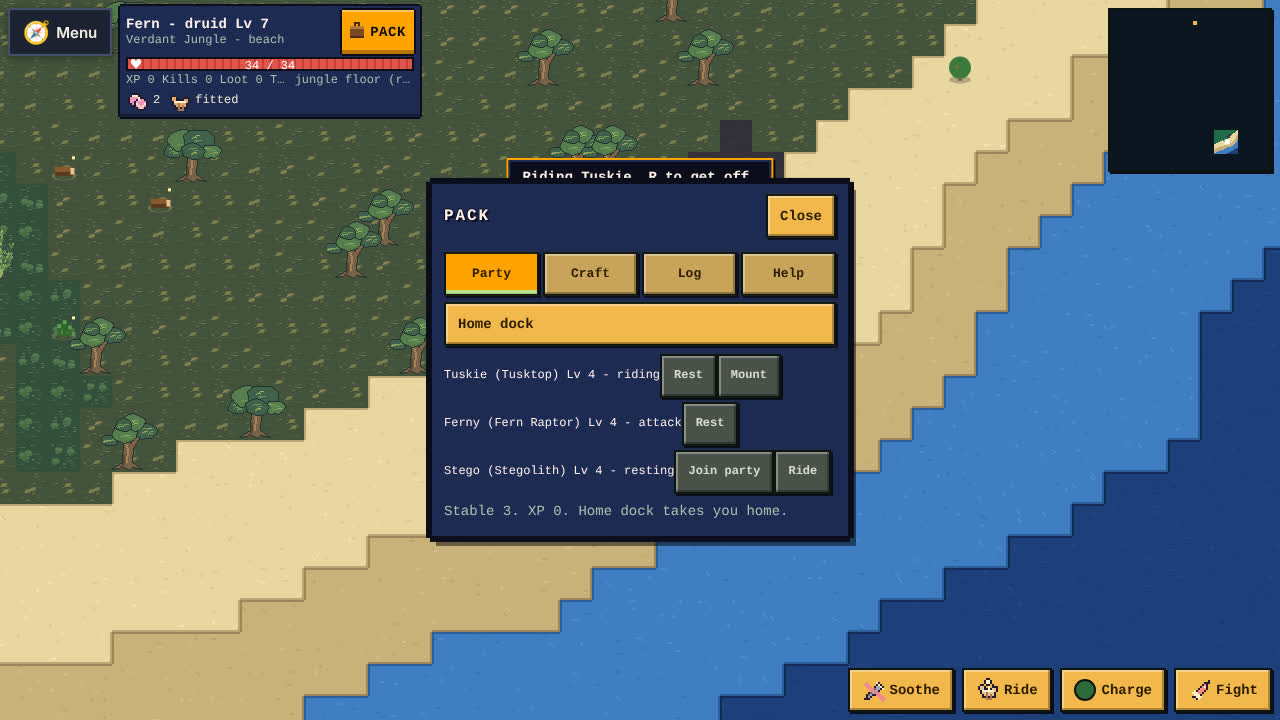 Menu
Fern - druid Lv 7
Verdant Jungle - beach
PACK
34 / 34
XP 0 Kills 0 Loot 0 T… jungle floor (r…
2 fitted
Riding Tuskie. R to get off.
PACK
Close
Party Craft Log Help
Home dock
Tuskie (Tusktop) Lv 4 - riding Rest Mount
Ferny (Fern Raptor) Lv 4 - attack Rest
Stego (Stegolith) Lv 4 - resting Join party Ride
Stable 3. XP 0. Home dock takes you home.
Soothe Ride Charge Fight